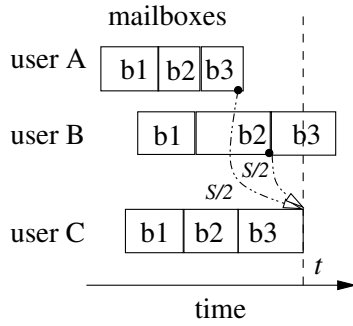 mailboxes
user A b1 b2 b3
user B b1 b2 b3
S/2 S/2
user C b1 b2 b3
t
time